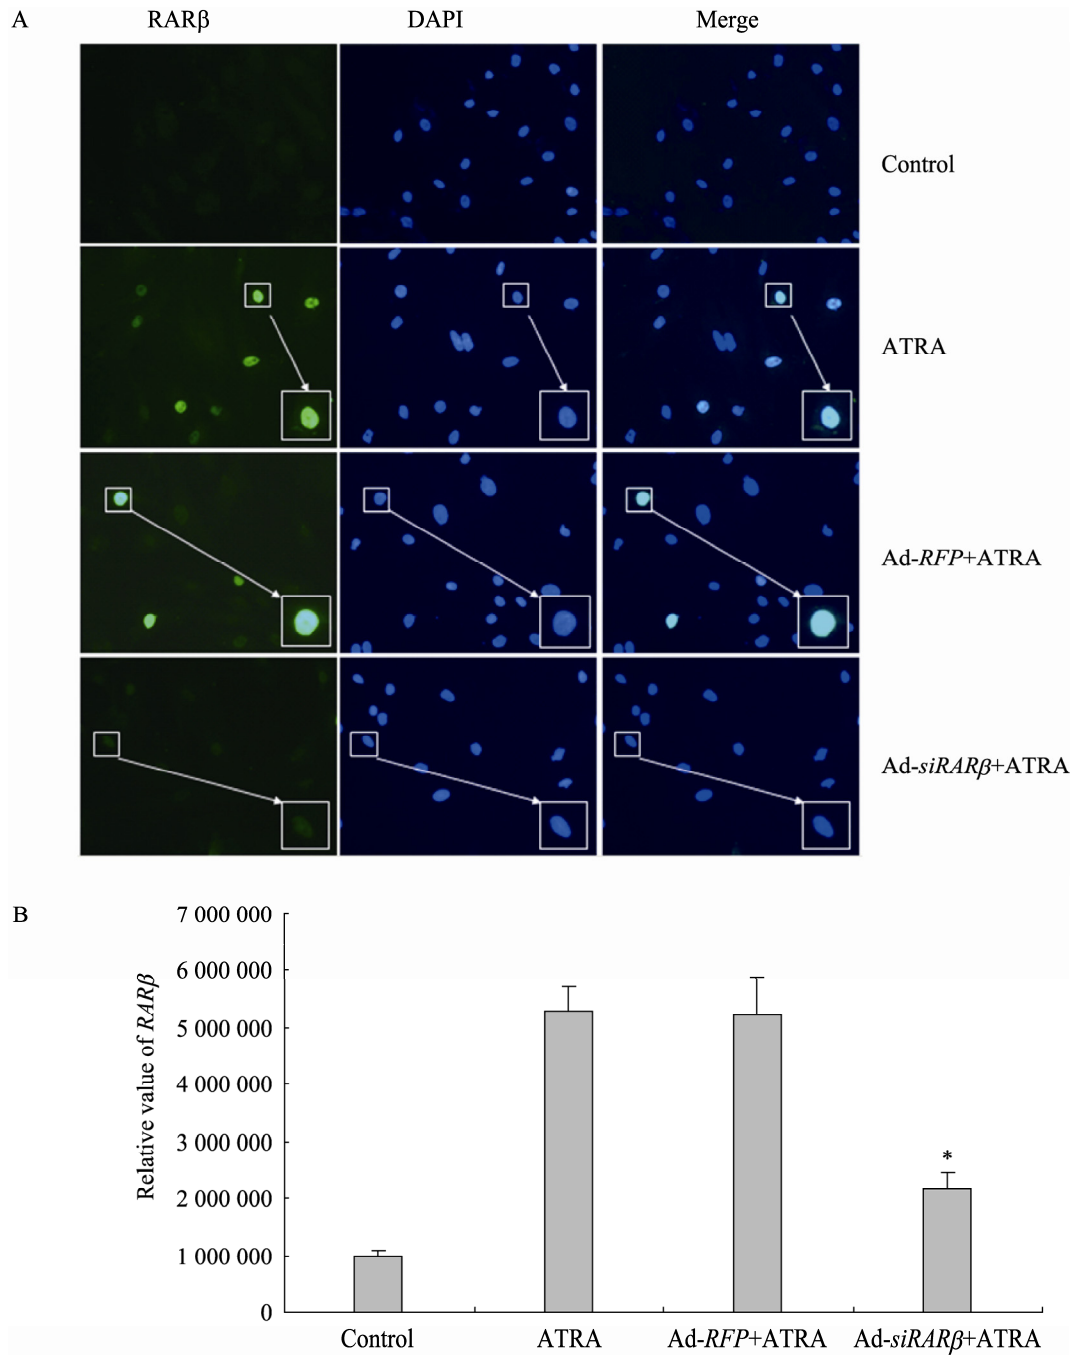 A
RARβ DAPI Merge
Control
ATRA
Ad-RFP+ATRA
Ad-siRARβ+ATRA
B
7 000 000
6 000 000
5 000 000
4 000 000
3 000 000
2 000 000
1 000 000
0
Relative value of RARβ
*
Control ATRA Ad-RFP+ATRA Ad-siRARβ+ATRA